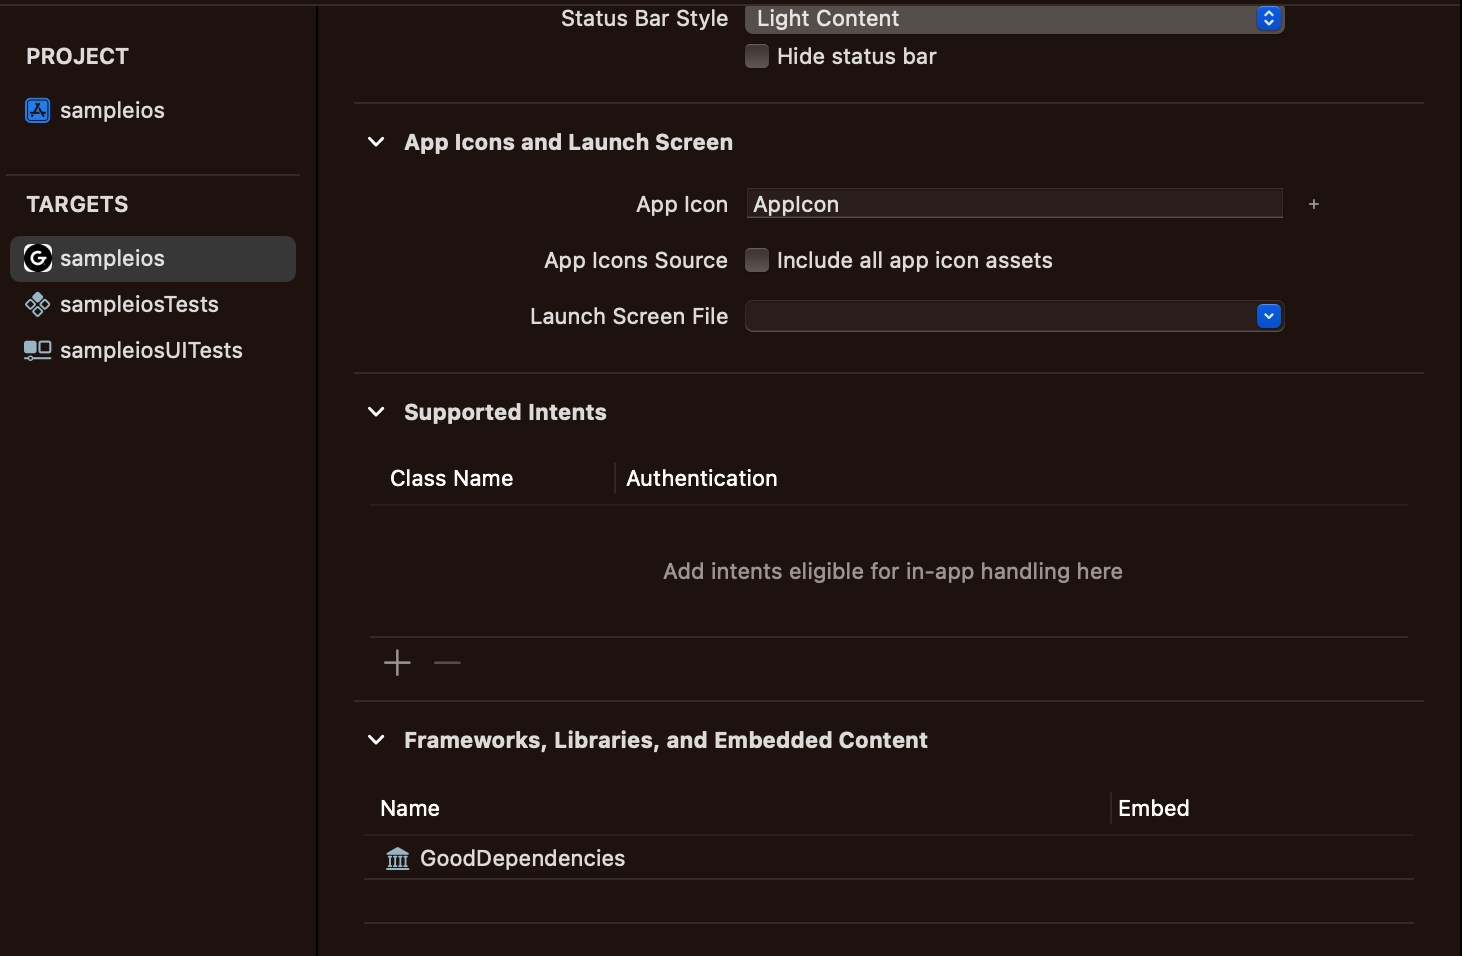 PROJECT
sampleios
TARGETS
sampleios
sampleiosTests
sampleiosUITests
Status Bar Style Light Content
Hide status bar
App Icons and Launch Screen
App Icon AppIcon +
App Icons Source Include all app icon assets
Launch Screen File
Supported Intents
Class Name Authentication
Add intents eligible for in-app handling here
Frameworks, Libraries, and Embedded Content
Name Embed
GoodDependencies